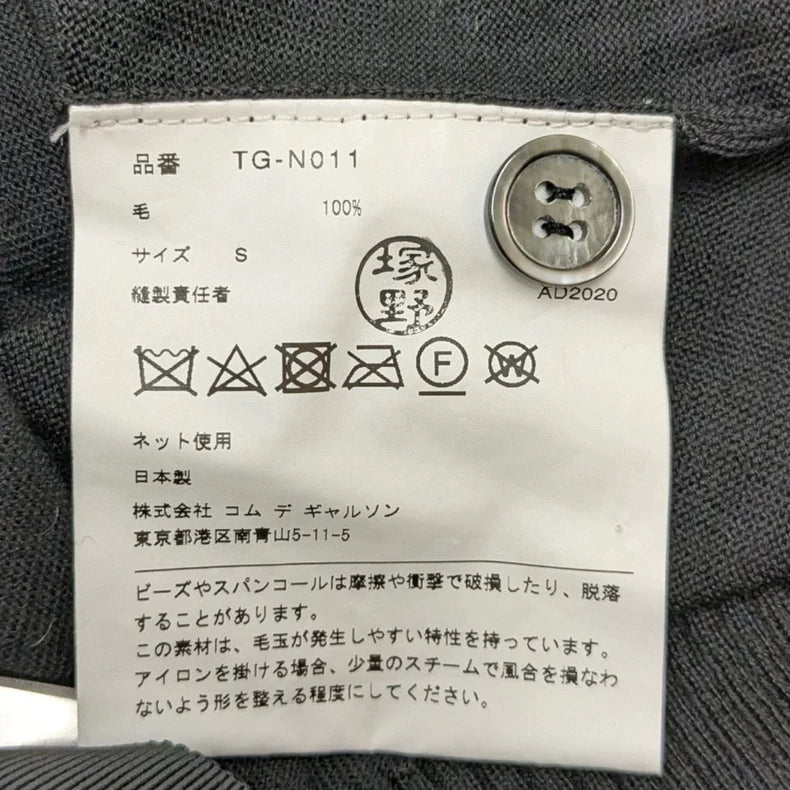 品番 TG-N011
毛 100%
サイズ S
縫製責任者 塚野 AD2020
F W
ネット使用
日本製
株式会社 コム デ ギャルソン
東京都港区南青山5-11-5
ビーズやスパンコールは摩擦や衝撃で破損したり、脱落
することがあります。
この素材は、毛玉が発生しやすい特性を持っています。
アイロンを掛ける場合、少量のスチームで風合を損なわ
ないよう形を整える程度にしてください。